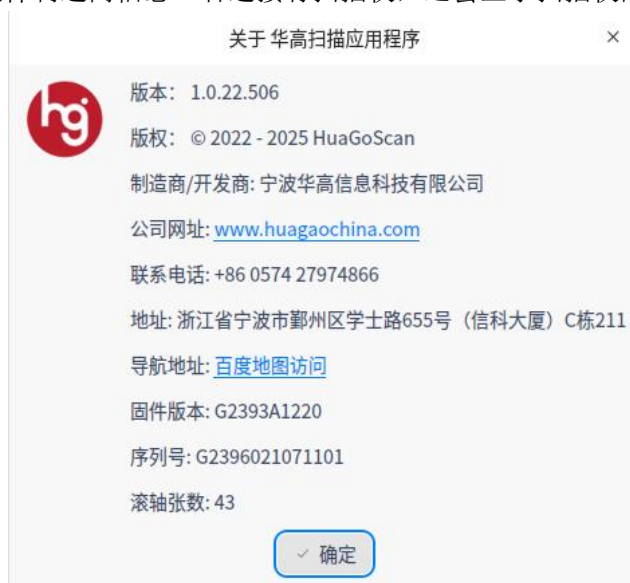 关于 华高扫描应用程序
hg
版本： 1.0.22.506
版权： © 2022 - 2025 HuaGoScan
制造商/开发商: 宁波华高信息科技有限公司
公司网址: www.huagaochina.com
联系电话: +86 0574 27974866
地址: 浙江省宁波市鄞州区学士路655号（信科大厦）C栋211
导航地址: 百度地图访问
固件版本: G2393A1220
序列号: G2396021071101
滚轴张数: 43
确定